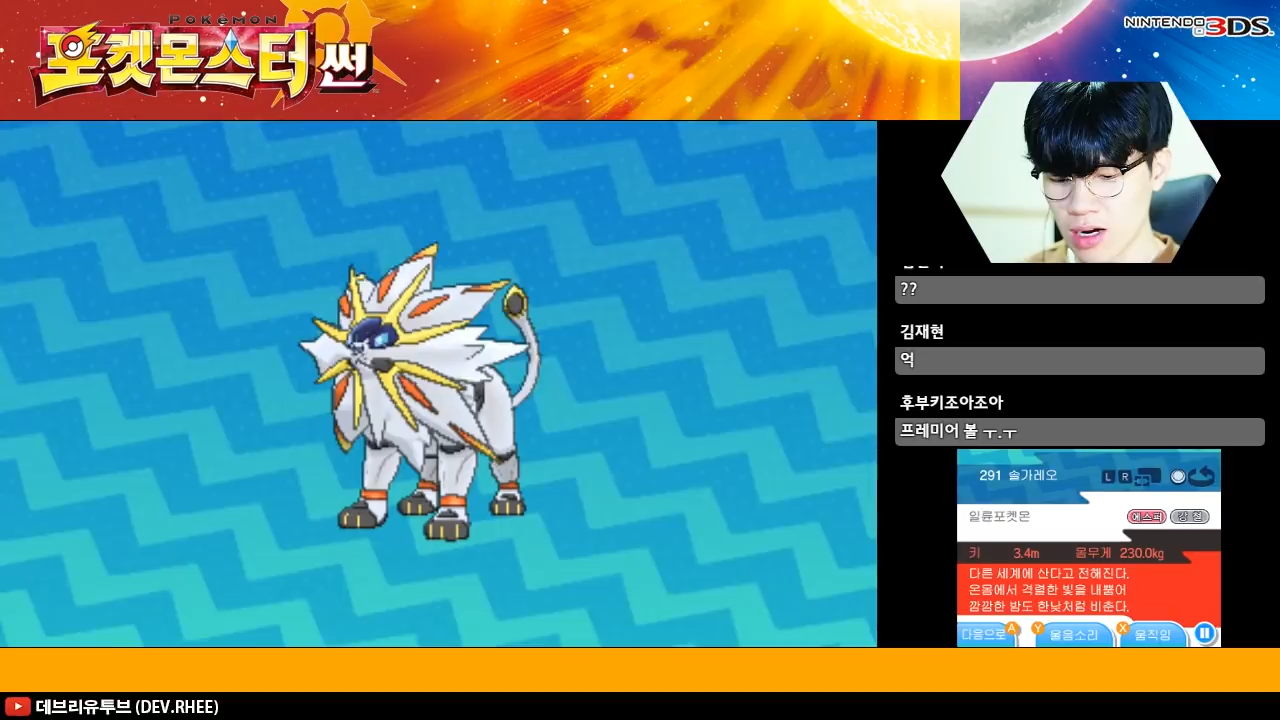 POKéMON
포켓몬스터 썬
NINTENDO 3DS
??
김재현
억
후부키조아조아
프레미어 볼 ㅜ.ㅜ
291 솔가레오
L R
일륜포켓몬 에스퍼 강철
키 3.4m 몸무게 230.0kg
다른 세계에 산다고 전해진다.
온몸에서 격렬한 빛을 내뿜어
깜깜한 밤도 한낮처럼 비춘다.
다음으로 A Y 울음소리 X 움직임
데브리유투브 (DEV.RHEE)